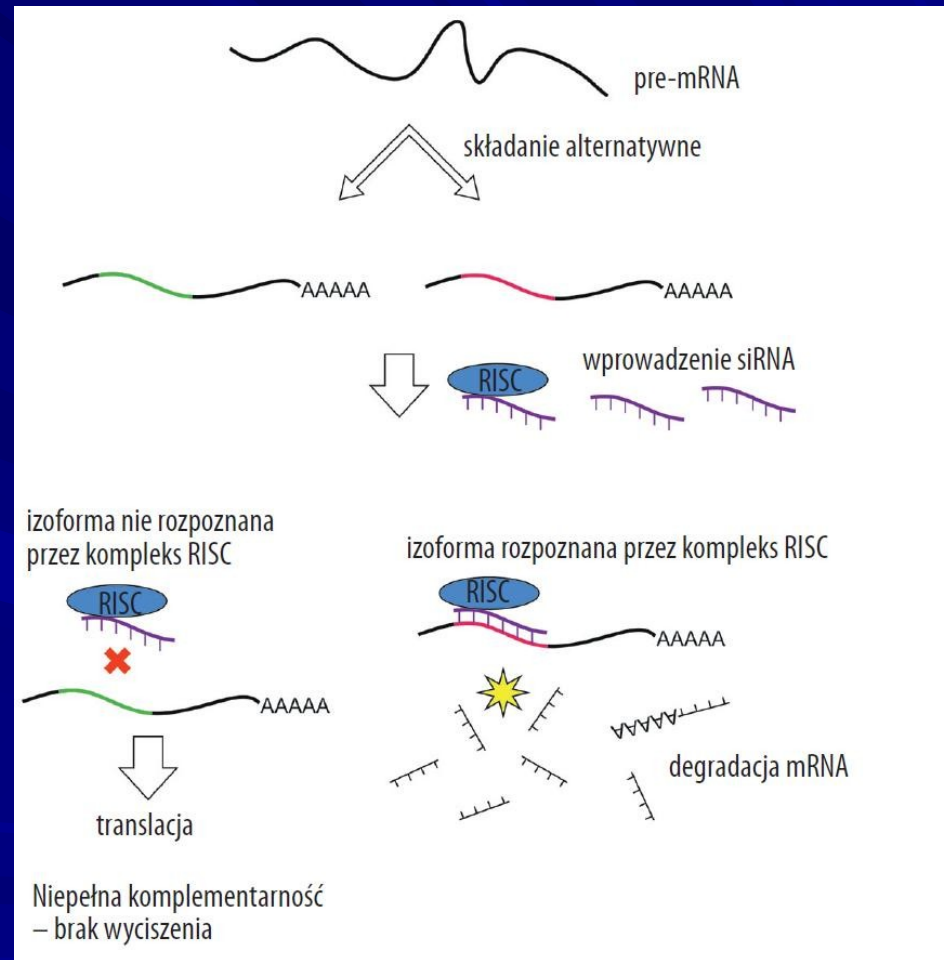 pre-mRNA
składanie alternatywne
AAAAA
AAAAA
wprowadzenie siRNA
RISC
izoforma nie rozpoznana
przez kompleks RISC
RISC
AAAAA
translacja
Niepełna komplementarność
– brak wyciszenia
izoforma rozpoznana przez kompleks RISC
RISC
AAAAA
AAAAA
degradacja mRNA